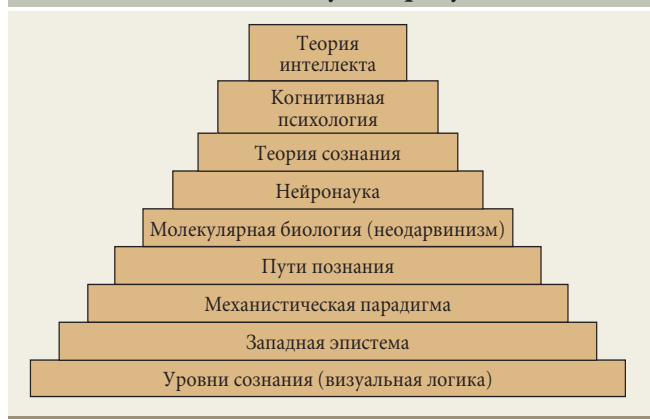 Теория
интеллекта
Когнитивная
психология
Теория сознания
Нейронаука
Молекулярная биология (неодарвинизм)
Пути познания
Механистическая парадигма
Западная эпистема
Уровни сознания (визуальная логика)